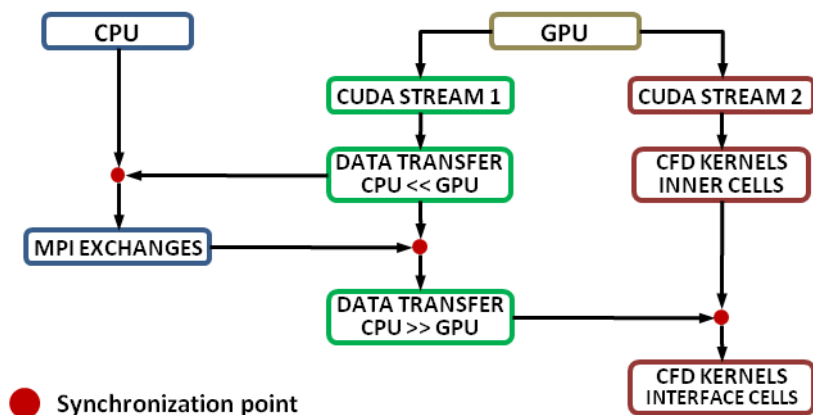 CPU
GPU
CUDA STREAM 1
CUDA STREAM 2
DATA TRANSFER
CPU << GPU
CFD KERNELS
INNER CELLS
MPI EXCHANGES
DATA TRANSFER
CPU >> GPU
CFD KERNELS
INTERFACE CELLS
Synchronization point